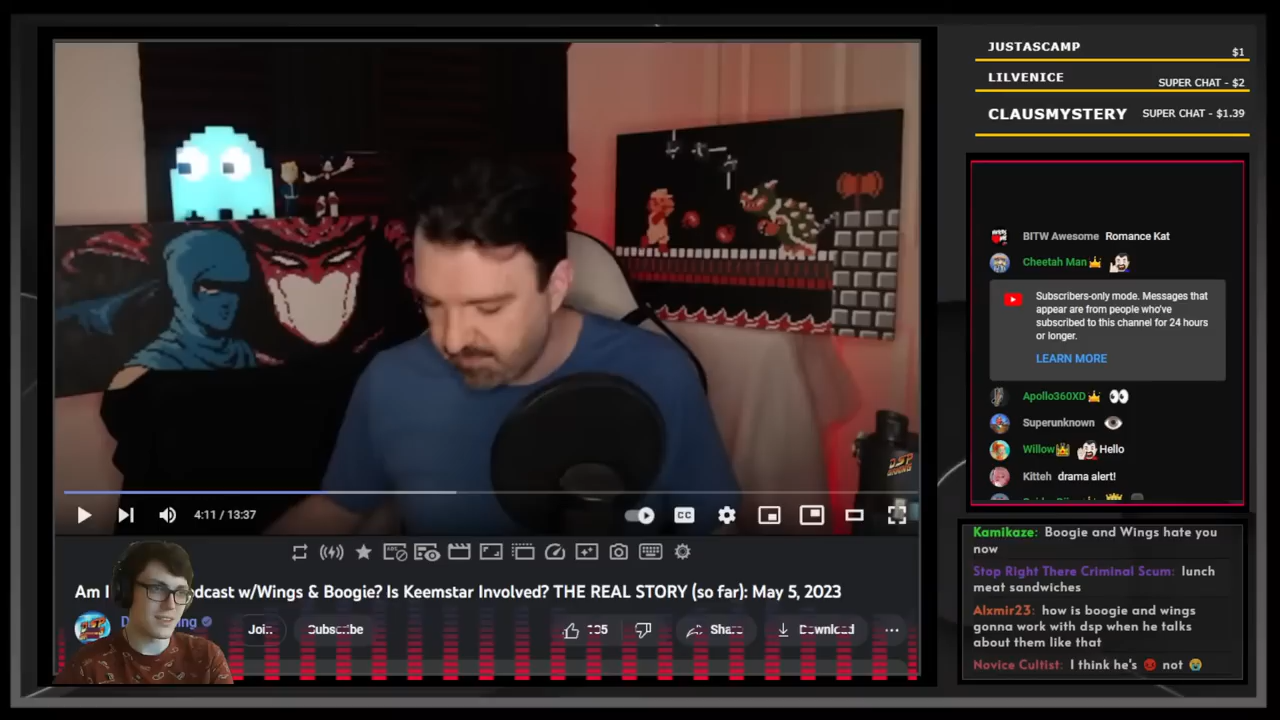 JUSTASCAMP
$1
LILVENICE
SUPER CHAT - $2
CLAUSMYSTERY
SUPER CHAT - $1.39
BITW Awesome Romance Kat
Cheetah Man
Subscribers-only mode. Messages that
appear are from people who've
subscribed to this channel for 24 hours
or longer.
LEARN MORE
Apollo360XD
Superunknown
Willow Hello
Kitteh drama alert!
DSP
GAMING
4:11 / 13:37
CC
Am I dcast w/Wings & Boogie? Is Keemstar Involved? THE REAL STORY (so far): May 5, 2023
Join
Subscribe
Share
Download
Kamikaze: Boogie and Wings hate you
now
Stop Right There Criminal Scum: lunch
meat sandwiches
Alxmir23: how is boogie and wings
gonna work with dsp when he talks
about them like that
Novice Cultist: I think he's not